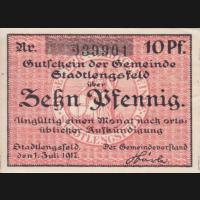 Nr. 10 Pf.
Gutschein der Gemeinde
Stadtlengsfeld
über
Zehn Pfennig.
Ungültig einen Monat nach orts-
üblicher Aufkündigung
Stadtlengsfeld, Der Gemeindevorstand
den 1. Juli 1917.